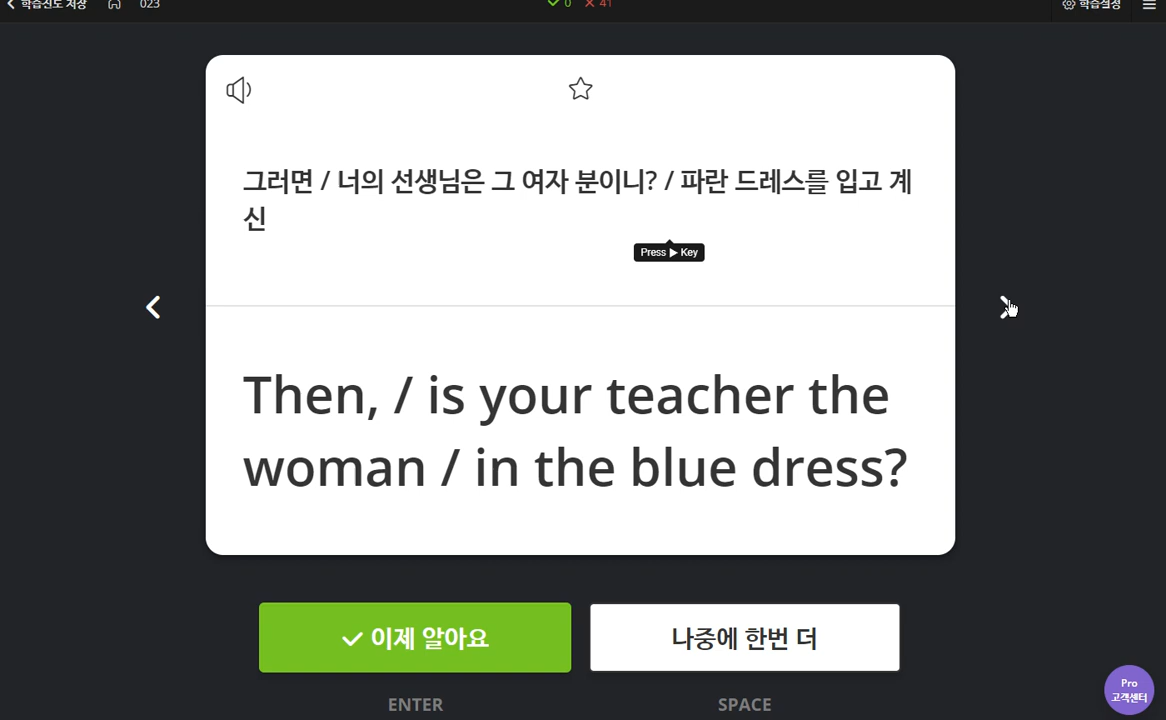 학습진도 저장
023
0
41
학습설정
그러면 / 너의 선생님은 그 여자 분이니? / 파란 드레스를 입고 계
신
Press ▶ Key
Then, / is your teacher the
woman / in the blue dress?
이제 알아요
나중에 한번 더
ENTER
SPACE
Pro
고객센터